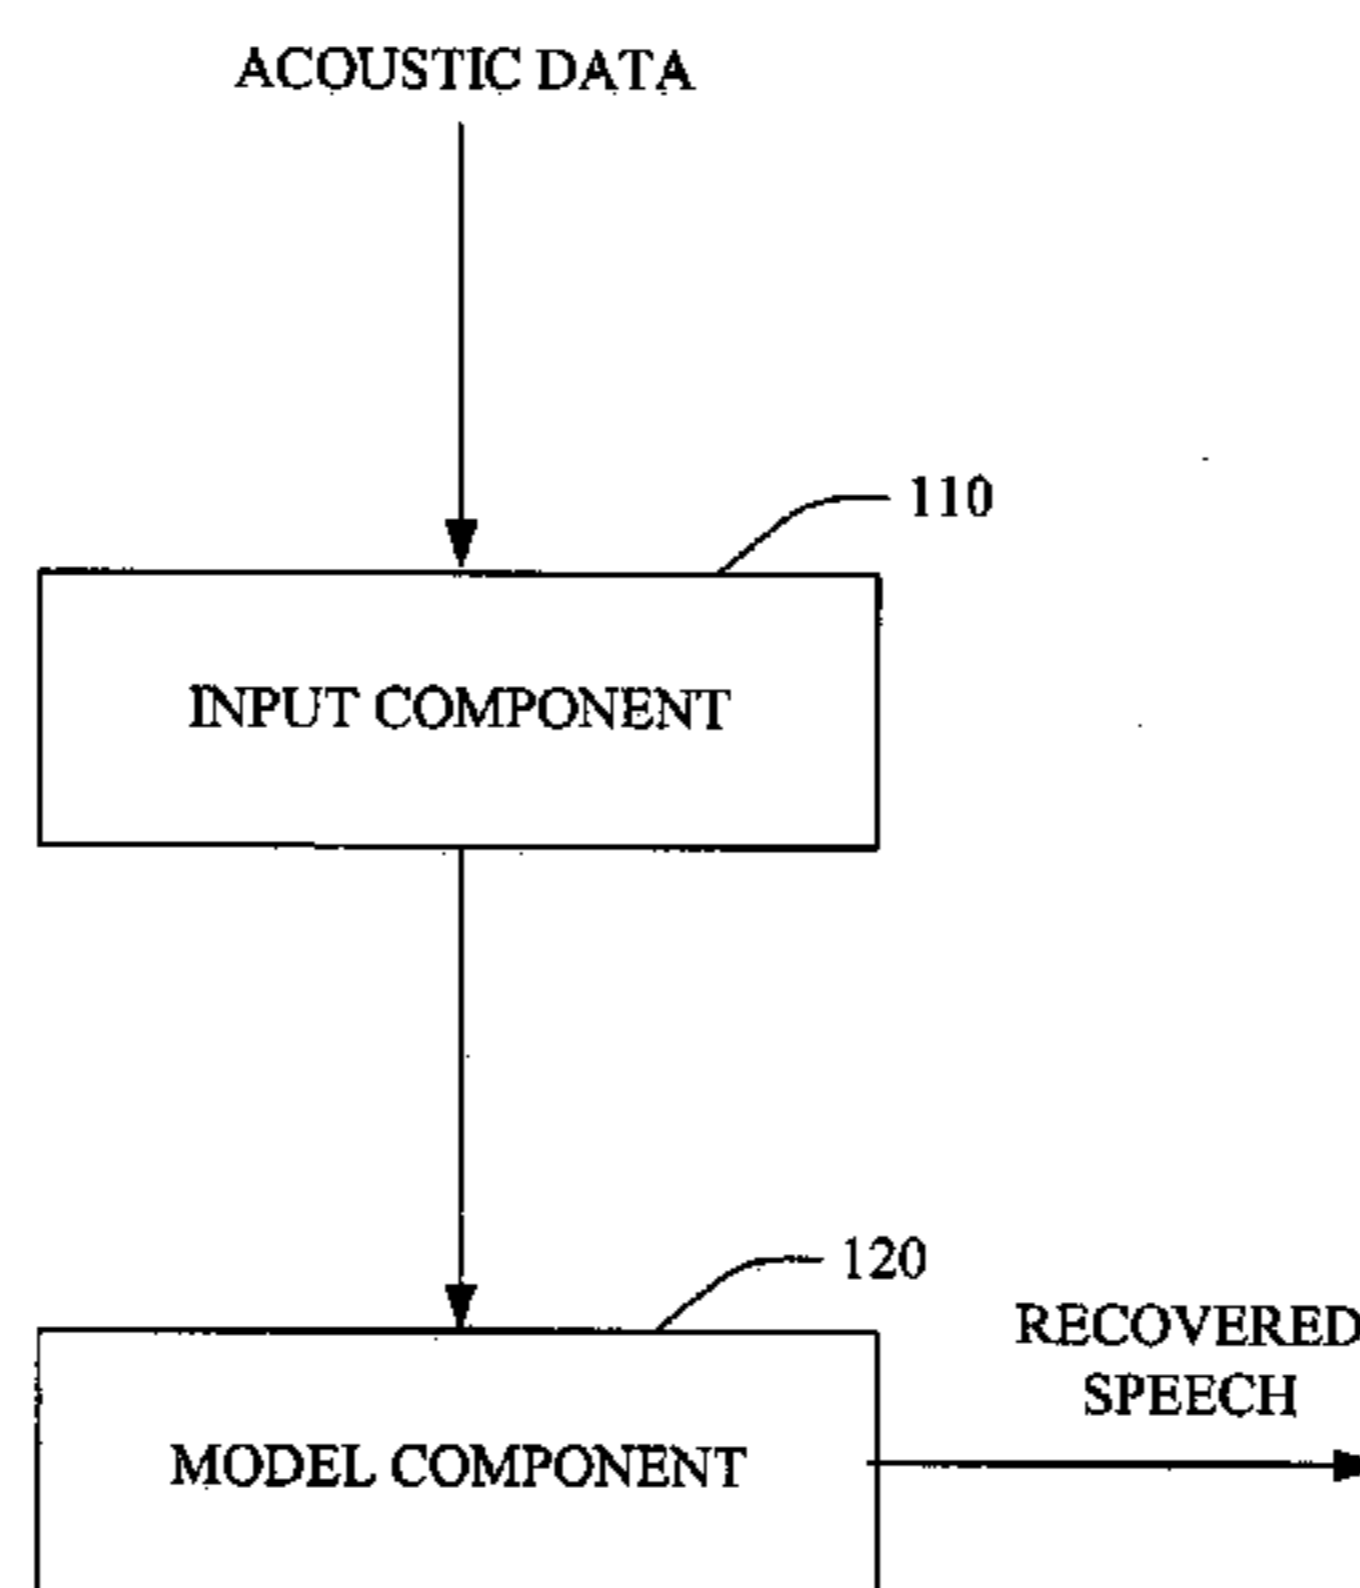 ACOUSTIC DATA
110
INPUT COMPONENT
120
RECOVERED
SPEECH
MODEL COMPONENT